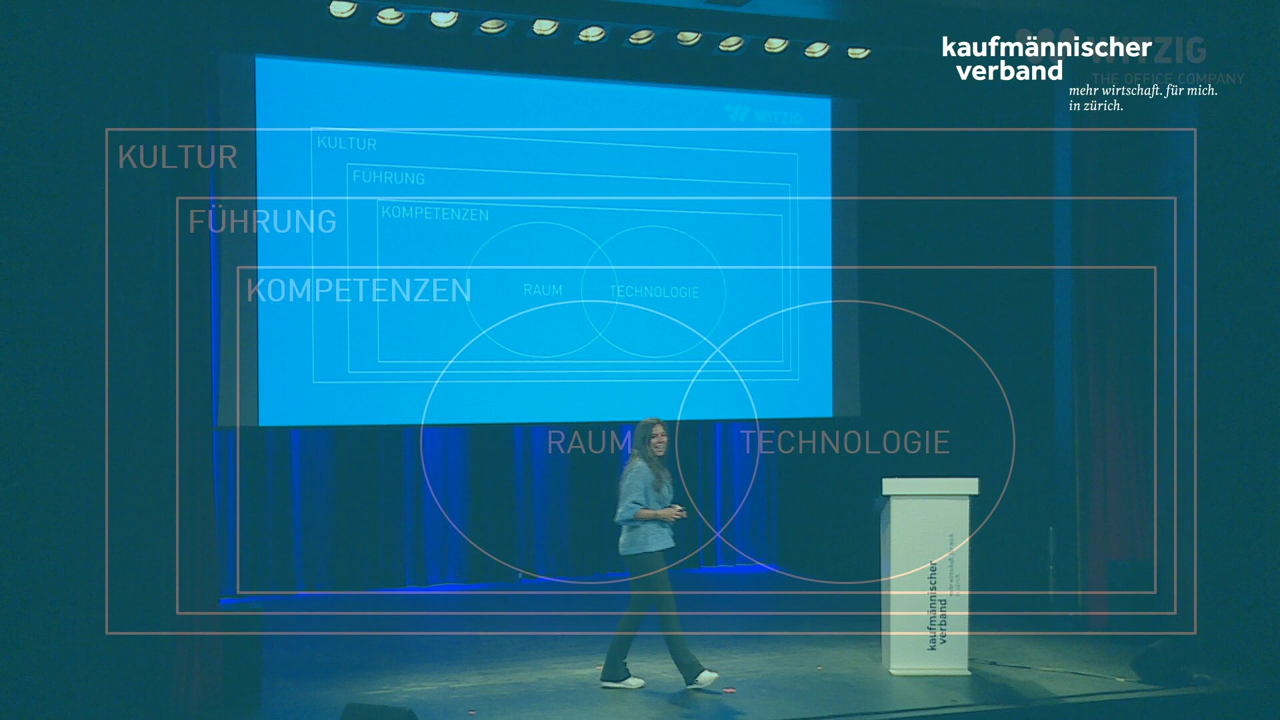 kaufmännischer
verband
mehr wirtschaft. für mich.
in zürich.
WITZIG
THE OFFICE COMPANY
KULTUR
FÜHRUNG
KOMPETENZEN
RAUM
TECHNOLOGIE
WITZIG
KULTUR
FÜHRUNG
KOMPETENZEN
RAUM
TECHNOLOGIE
kaufmännischer
verband